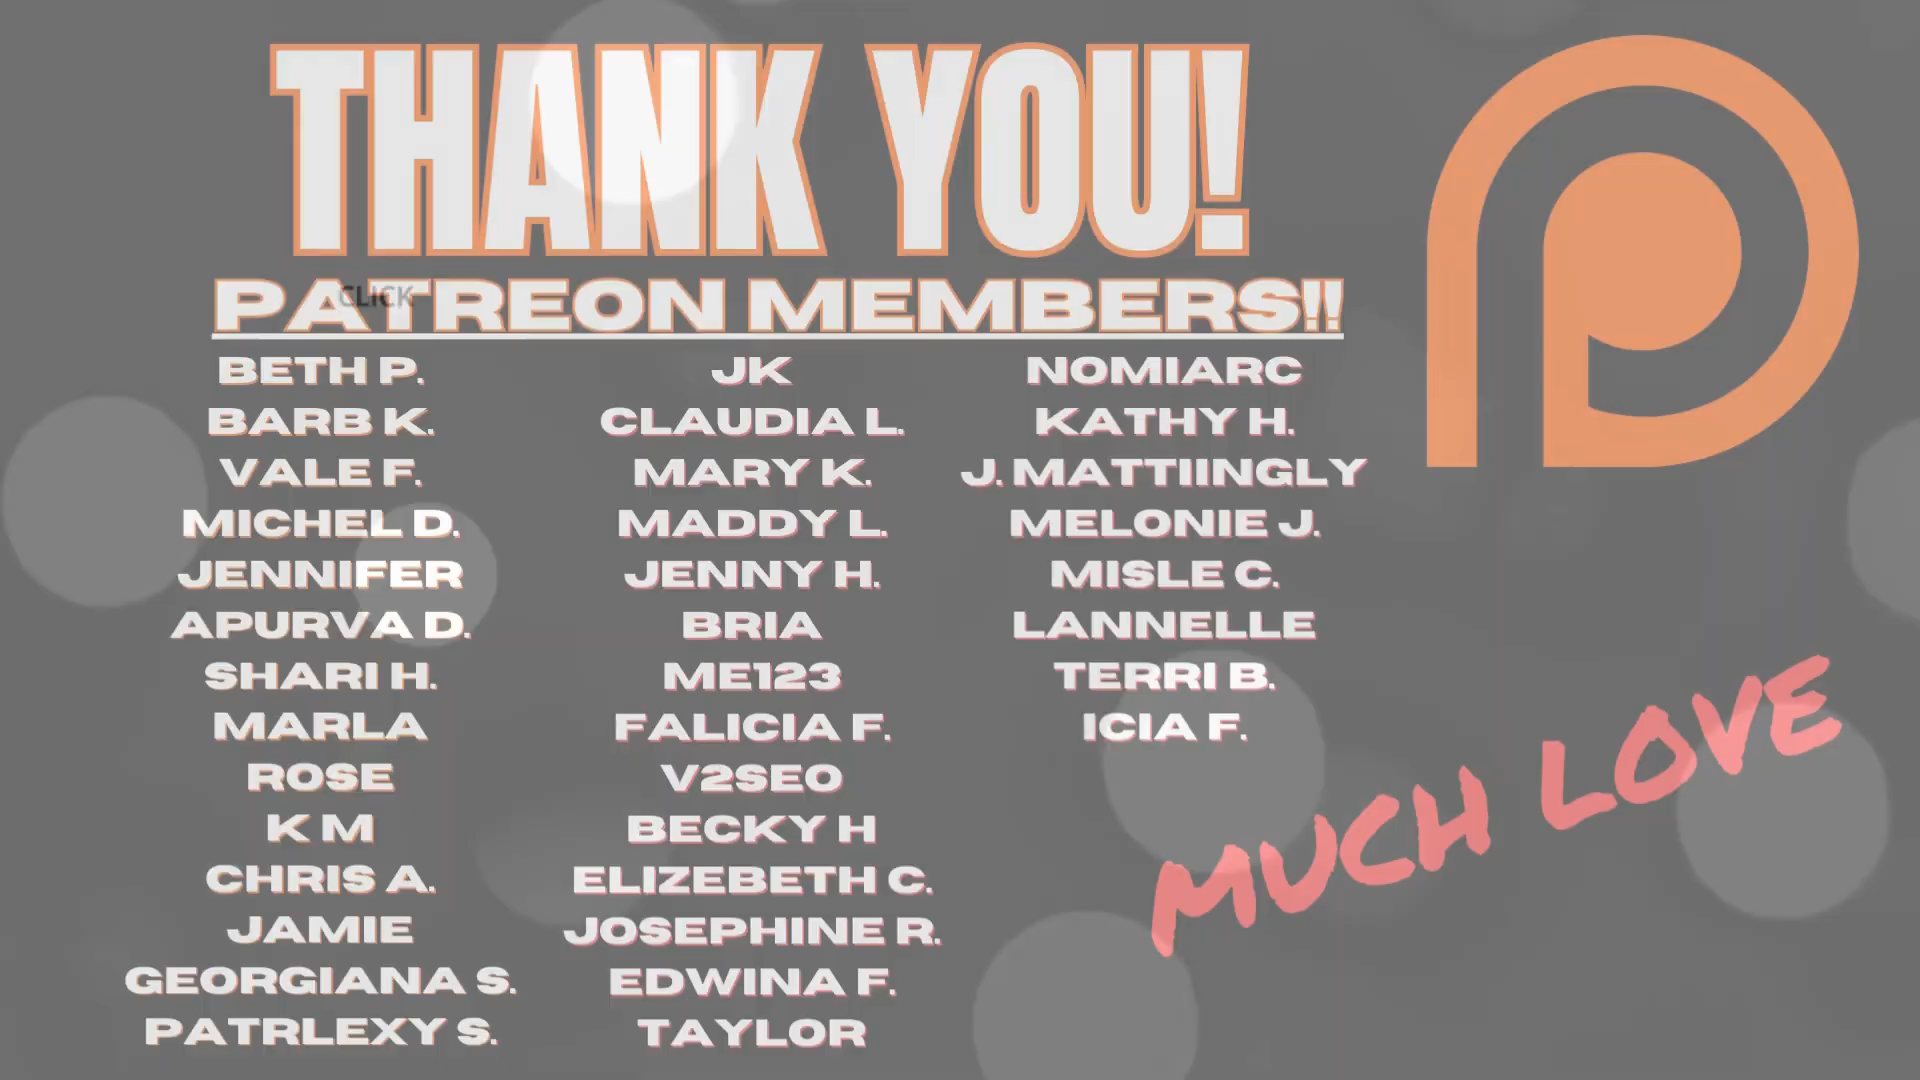 THANK YOU!
PATREON MEMBERS!!
CLICK
BETH P.
BARB K.
VALE F.
MICHEL D.
JENNIFER
APURVA D.
SHARI H.
MARLA
ROSE
K M
CHRIS A.
JAMIE
GEORGIANA S.
PATRLEXY S.
JK
CLAUDIA L.
MARY K.
MADDY L.
JENNY H.
BRIA
ME123
FALICIA F.
V2SEO
BECKY H
ELIZEBETH C.
JOSEPHINE R.
EDWINA F.
TAYLOR
NOMIARC
KATHY H.
J. MATTIINGLY
MELONIE J.
MISLE C.
LANNELLE
TERRI B.
ICIA F.
MUCH LOVE